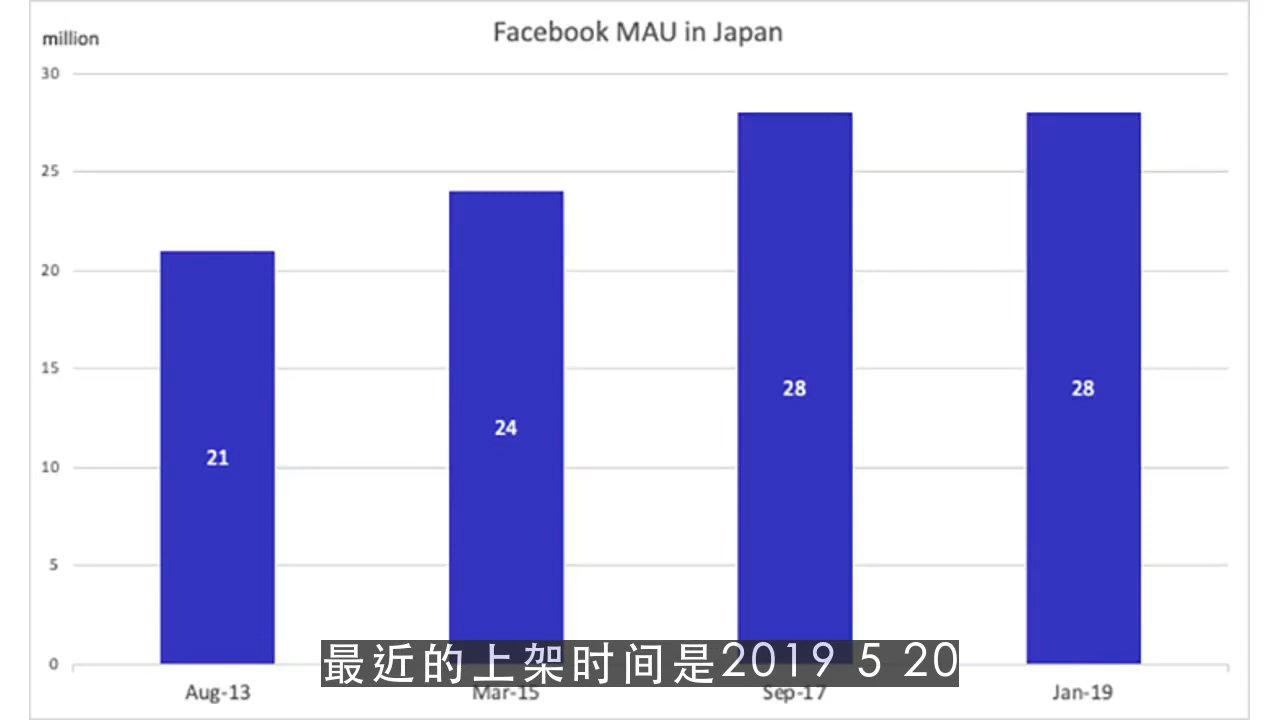 Facebook MAU in Japan
million
30
25
20
15
10
5
0
21
24
28
28
最近的上架时间是2019 5 20
Aug-13
Mar-15
Sep-17
Jan-19